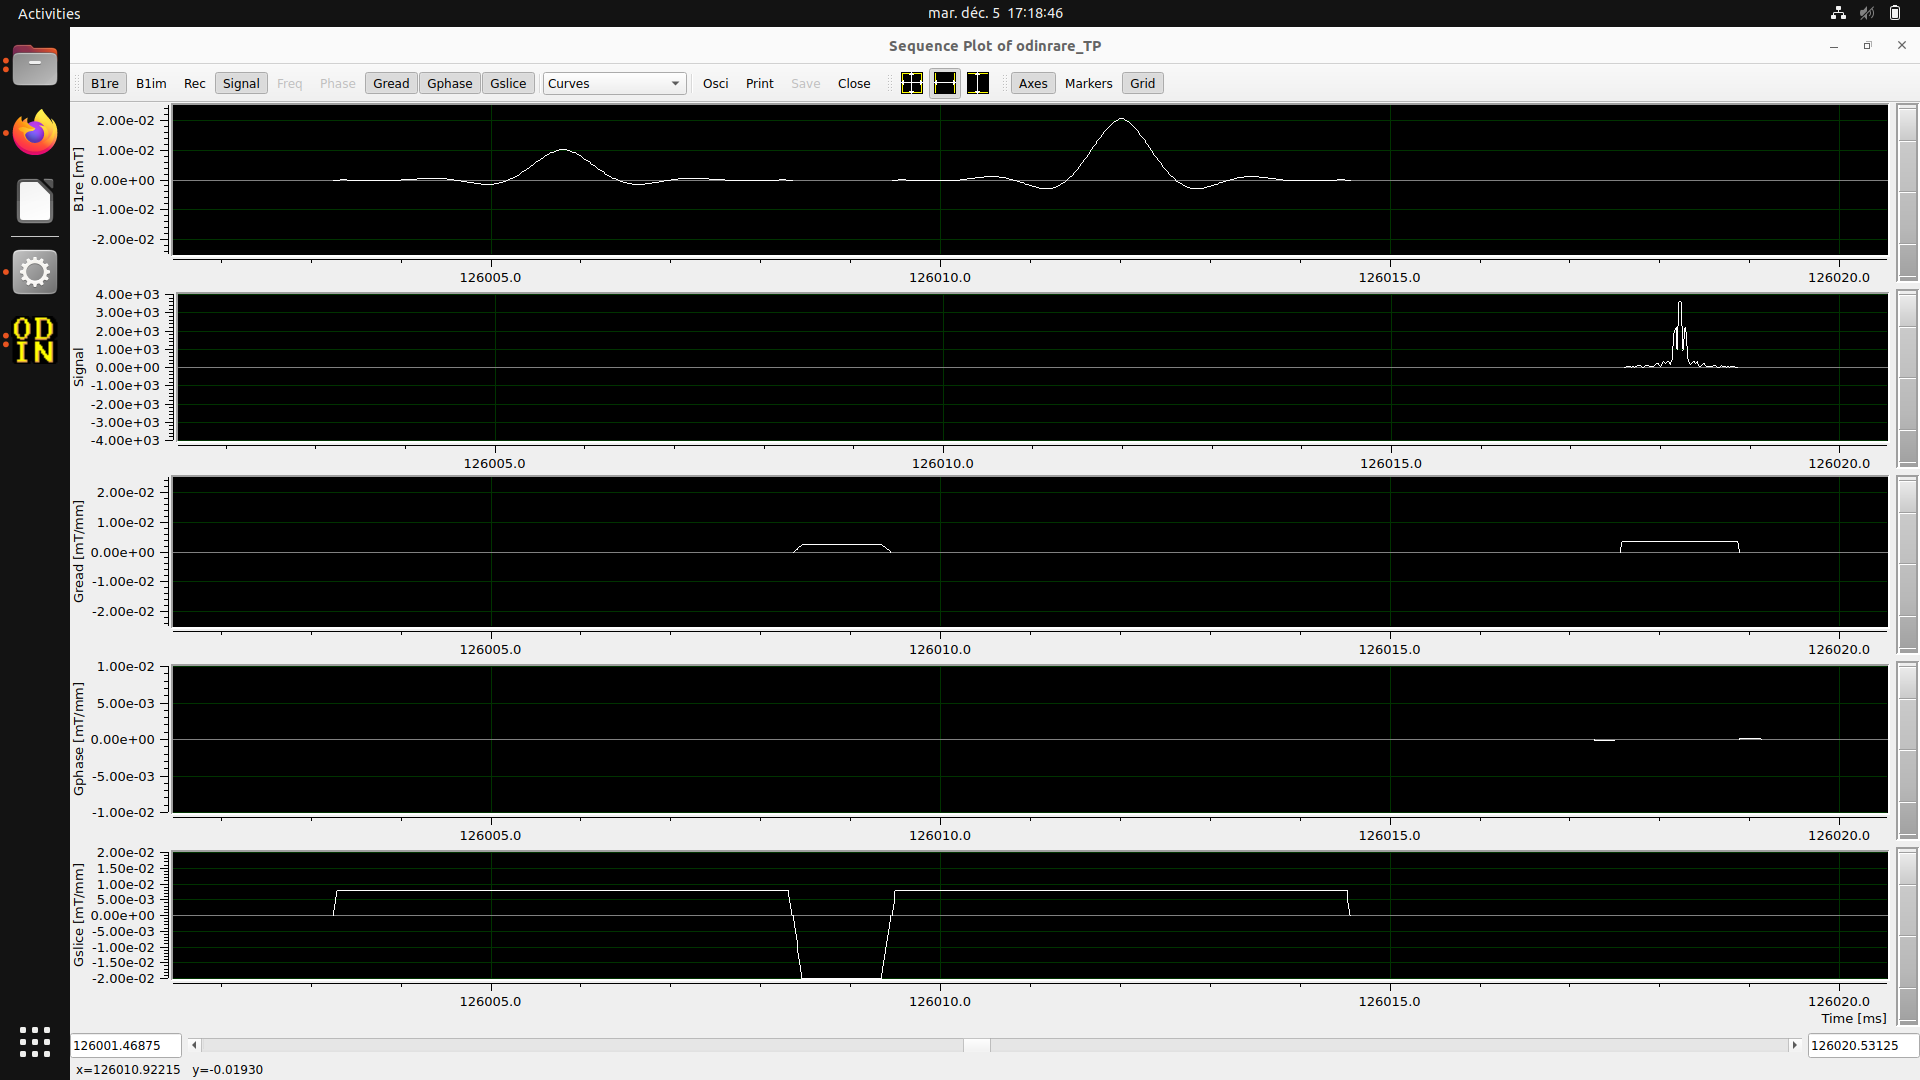 Activities
mar. déc. 5 17:18:46
Sequence Plot of odinrare_TP
B1re B1im Rec Signal Freq Phase Gread Gphase Gslice Curves Osci Print Save Close Axes Markers Grid
B1re [mT]
2.00e-02
1.00e-02
0.00e+00
-1.00e-02
-2.00e-02
126005.0 126010.0 126015.0 126020.0
Signal
4.00e+03
3.00e+03
2.00e+03
1.00e+03
0.00e+00
-1.00e+03
-2.00e+03
-3.00e+03
-4.00e+03
126005.0 126010.0 126015.0 126020.0
Gread [mT/mm]
2.00e-02
1.00e-02
0.00e+00
-1.00e-02
-2.00e-02
126005.0 126010.0 126015.0 126020.0
Gphase [mT/mm]
1.00e-02
5.00e-03
0.00e+00
-5.00e-03
-1.00e-02
126005.0 126010.0 126015.0 126020.0
Gslice [mT/mm]
2.00e-02
1.50e-02
1.00e-02
5.00e-03
0.00e+00
-5.00e-03
-1.00e-02
-1.50e-02
-2.00e-02
126005.0 126010.0 126015.0 126020.0
Time [ms]
126001.46875 126020.53125
x=126010.92215 y=-0.01930
OD
IN